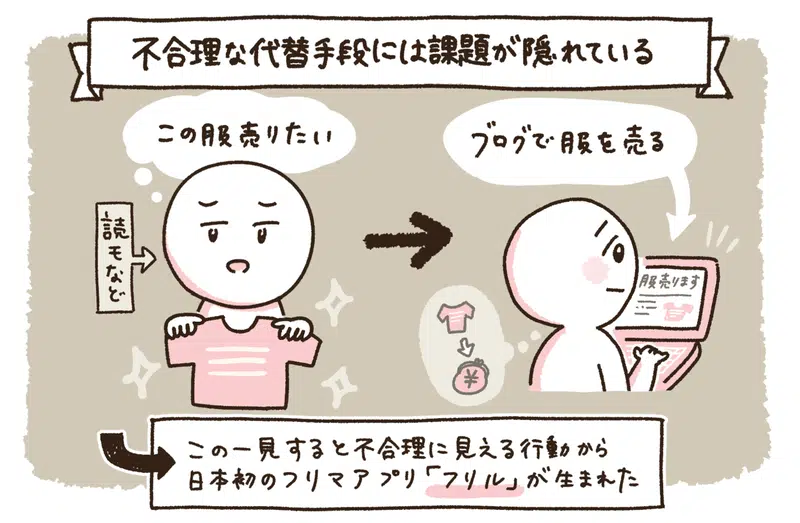 不合理な代替手段には課題が隠れている
この服売りたい
ブログで服を売る
読モなど
服売ります
¥
この一見すると不合理に見える行動から
日本初のフリマアプリ「フリル」が生まれた